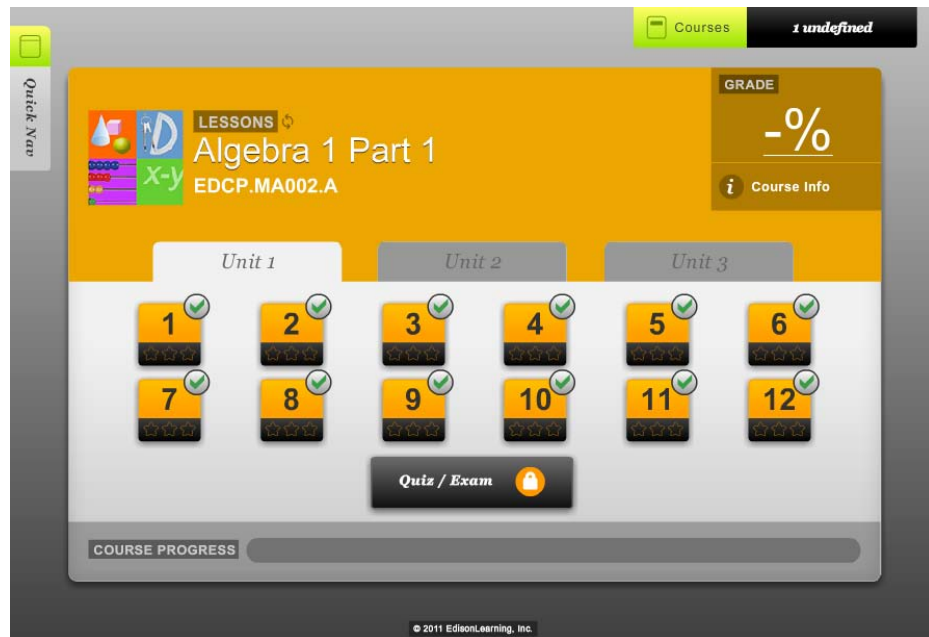 Courses
1 undefined
Quick Nav
LESSONS
Algebra 1 Part 1
EDCP.MA002.A
X-y
GRADE
-%
i Course Info
Unit 1
Unit 2
Unit 3
1 2 3 4 5 6
7 8 9 10 11 12
Quiz / Exam
COURSE PROGRESS
© 2011 EdisonLearning, Inc.